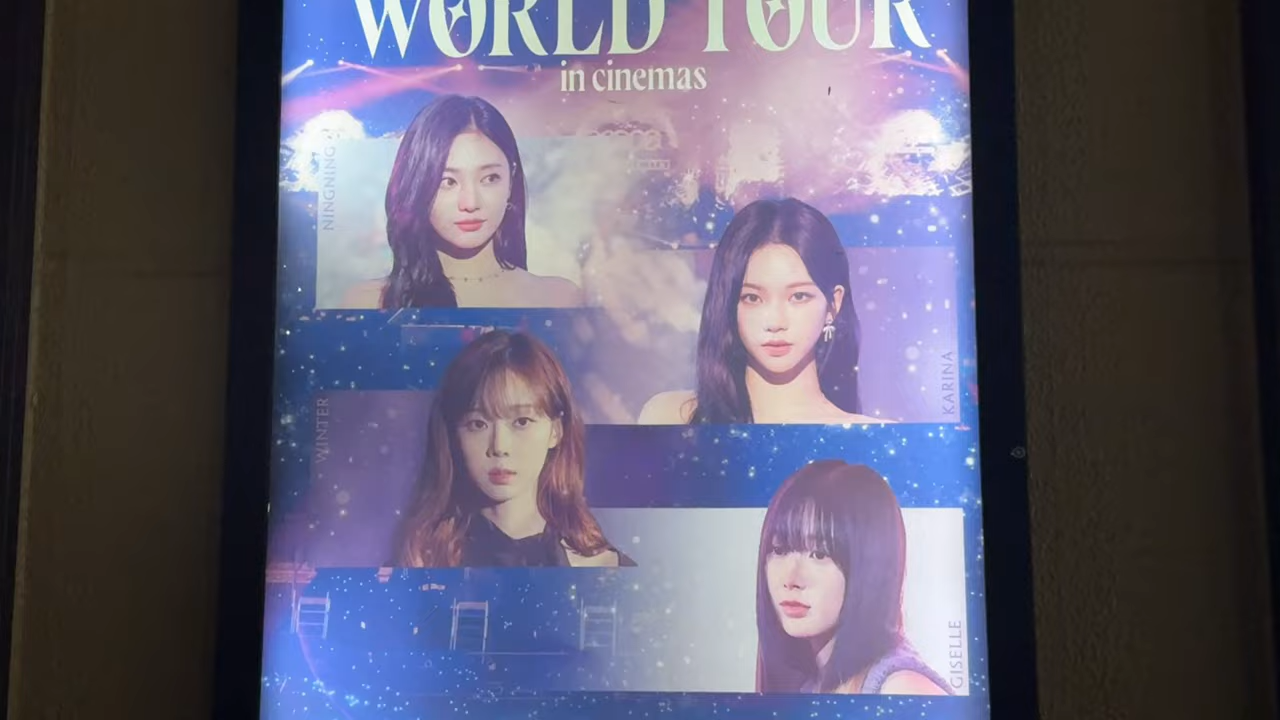 WORLD TOUR
in cinemas
NINGNING
KARINA
WINTER
GISELLE